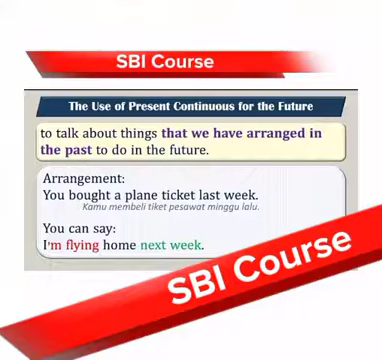 SBI Course
The Use of Present Continuous for the Future
to talk about things that we have arranged in
the past to do in the future.
Arrangement:
You bought a plane ticket last week.
Kamu membeli tiket pesawat minggu lalu.
You can say:
I'm flying home next week.
SBI Course